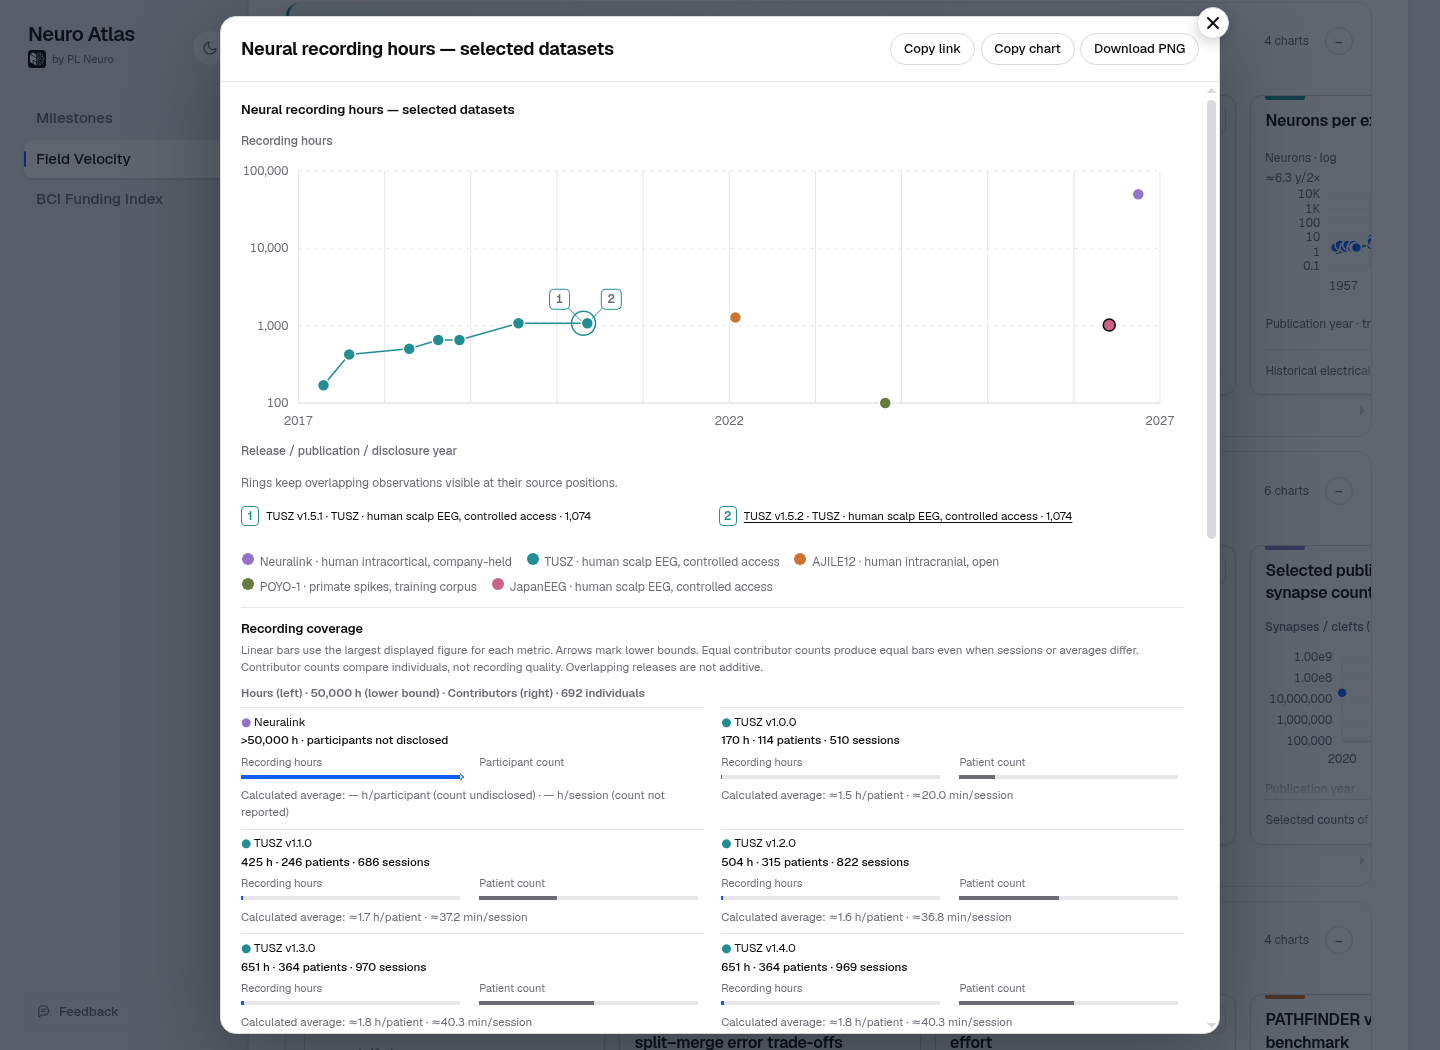 Neuro Atlas
by PL Neuro
Milestones
Field Velocity
BCI Funding Index
Feedback
Neural recording hours — selected datasets
Copy link
Copy chart
Download PNG
Neural recording hours — selected datasets
Recording hours
100,000
10,000
1,000
100
1
2
2017
2022
2027
Release / publication / disclosure year
Rings keep overlapping observations visible at their source positions.
1 TUSZ v1.5.1 · TUSZ · human scalp EEG, controlled access · 1,074
2 TUSZ v1.5.2 · TUSZ · human scalp EEG, controlled access · 1,074
Neuralink · human intracortical, company-held
TUSZ · human scalp EEG, controlled access
AJILE12 · human intracranial, open
POYO-1 · primate spikes, training corpus
JapanEEG · human scalp EEG, controlled access
Recording coverage
Linear bars use the largest displayed figure for each metric. Arrows mark lower bounds. Equal contributor counts produce equal bars even when sessions or averages differ.
Contributor counts compare individuals, not recording quality. Overlapping releases are not additive.
Hours (left) · 50,000 h (lower bound) · Contributors (right) · 692 individuals
Neuralink
>50,000 h · participants not disclosed
Recording hours
Participant count
Calculated average: — h/participant (count undisclosed) · — h/session (count not
reported)
TUSZ v1.0.0
170 h · 114 patients · 510 sessions
Recording hours
Patient count
Calculated average: ≈1.5 h/patient · ≈20.0 min/session
TUSZ v1.1.0
425 h · 246 patients · 686 sessions
Recording hours
Patient count
Calculated average: ≈1.7 h/patient · ≈37.2 min/session
TUSZ v1.2.0
504 h · 315 patients · 822 sessions
Recording hours
Patient count
Calculated average: ≈1.6 h/patient · ≈36.8 min/session
TUSZ v1.3.0
651 h · 364 patients · 970 sessions
Recording hours
Patient count
Calculated average: ≈1.8 h/patient · ≈40.3 min/session
TUSZ v1.4.0
651 h · 364 patients · 969 sessions
Recording hours
Patient count
Calculated average: ≈1.8 h/patient · ≈40.3 min/session
4 charts
Neurons per e
Neurons · log
≈6.3 y/2×
10K
1K
100
10
1
0.1
1957
Publication year · tr
Historical electrical
6 charts
Selected publi
synapse count
Synapses / clefts (
1.00e9
1.00e8
10,000,000
1,000,000
100,000
2020
Publication year
Selected counts of
4 charts
PATHFINDER v
benchmark
split–merge error trade-offs
effort